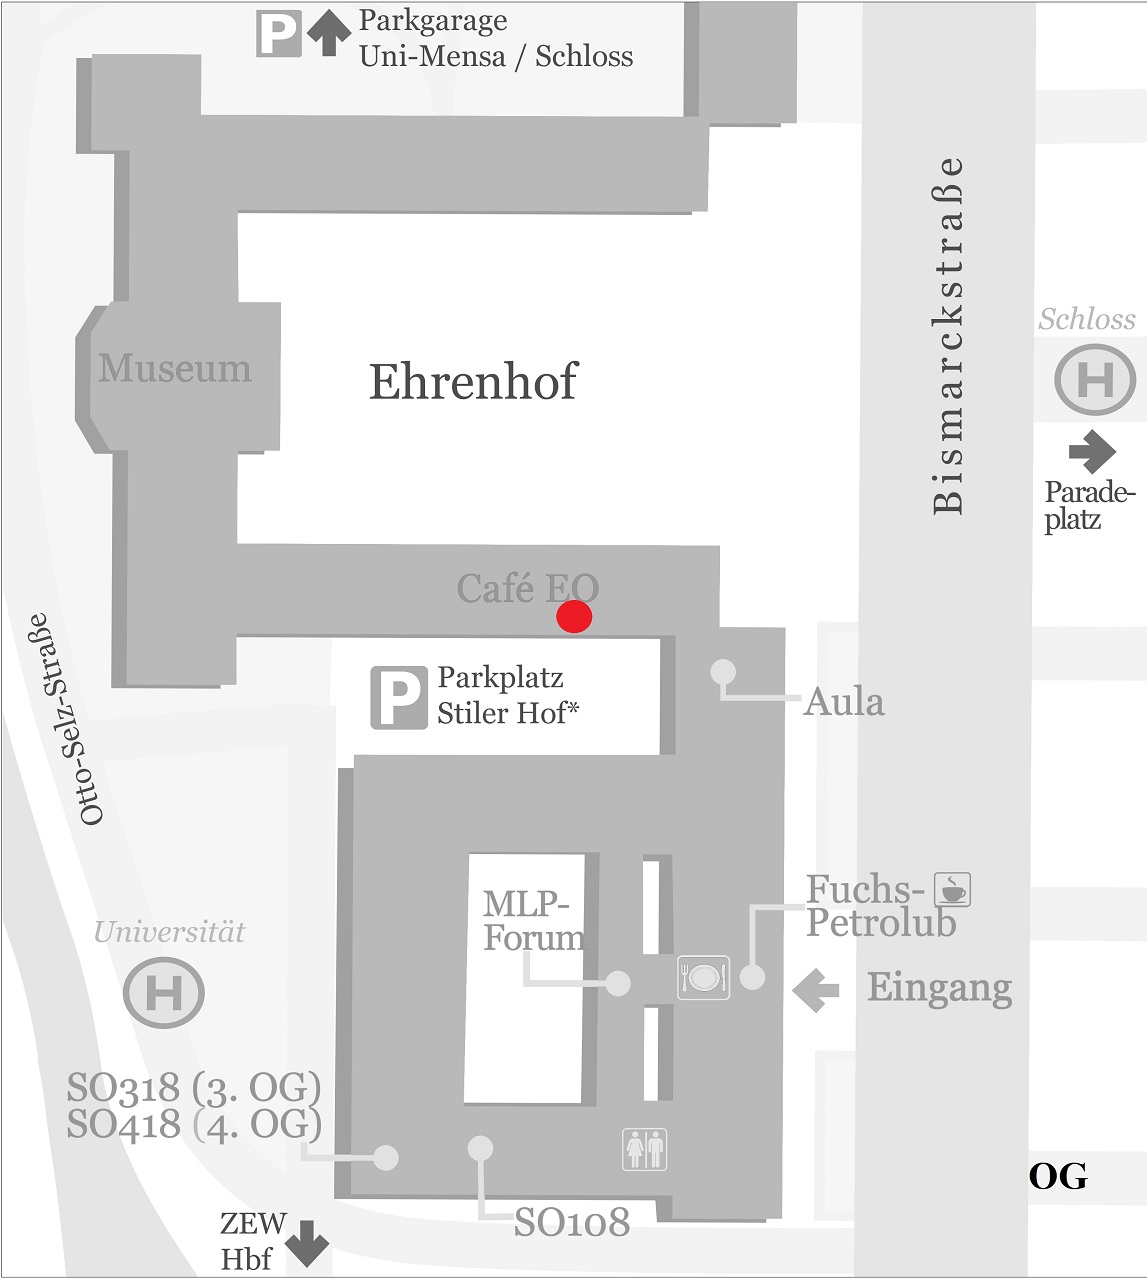 P
Parkgarage
Uni-Mensa / Schloss
Bismarckstraße
Schloss
H
Museum
Ehrenhof
Parade-
platz
Café EO
Otto-Selz-Straße
P
Parkplatz
Stiler Hof*
Aula
MLP-
Forum
Fuchs-
Petrolub
Universität
H
Eingang
SO318 (3. OG)
SO418 (4. OG)
OG
SO108
ZEW
Hbf